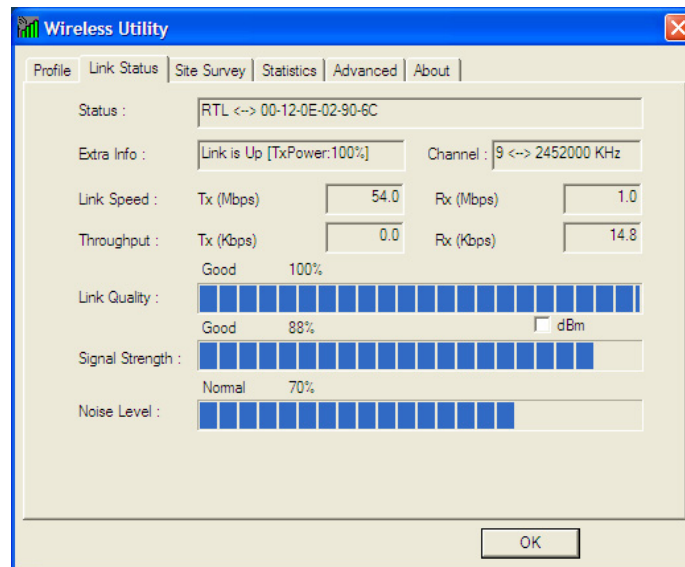 Wireless Utility
Profile Link Status Site Survey Statistics Advanced About
Status : RTL <--> 00-12-0E-02-90-6C
Extra Info : Link is Up [TxPower:100%] Channel : 9 <--> 2452000 KHz
Link Speed : Tx (Mbps) 54.0 Rx (Mbps) 1.0
Throughput : Tx (Kbps) 0.0 Rx (Kbps) 14.8
Good 100%
Link Quality :
Good 88% dBm
Signal Strength :
Normal 70%
Noise Level :
OK